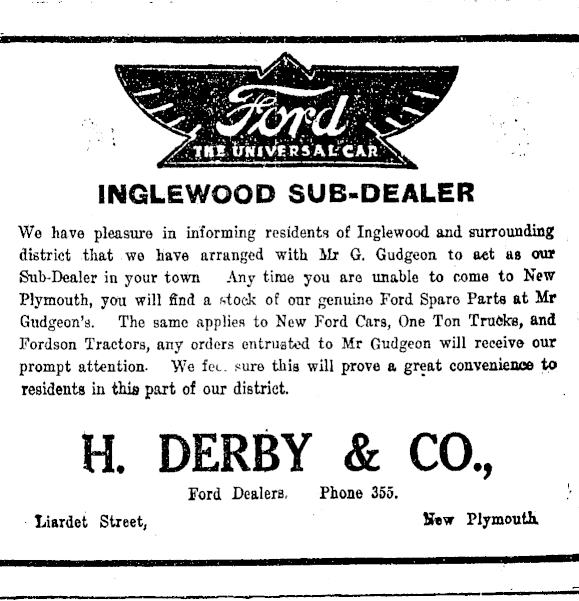 Ford
THE UNIVERSAL CAR
INGLEWOOD SUB-DEALER
We have pleasure in informing residents of Inglewood and surrounding
district that we have arranged with Mr G. Gudgeon to act as our
Sub-Dealer in your town Any time you are unable to come to New
Plymouth, you will find a stock of our genuine Ford Spare Parts at Mr
Gudgeon's. The same applies to New Ford Cars, One Ton Trucks, and
Fordson Tractors, any orders entrusted to Mr Gudgeon will receive our
prompt attention. We feel sure this will prove a great convenience to
residents in this part of our district.
H. DERBY & CO.,
Ford Dealers. Phone 355.
Liardet Street, New Plymouth